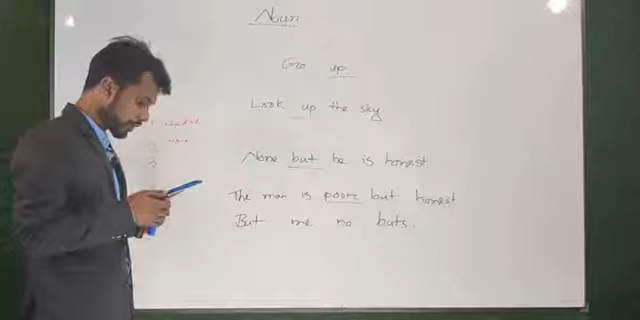 Noun
Go up
Look up the sky
None but he is honest
The man is poor but honest
But me no buts.